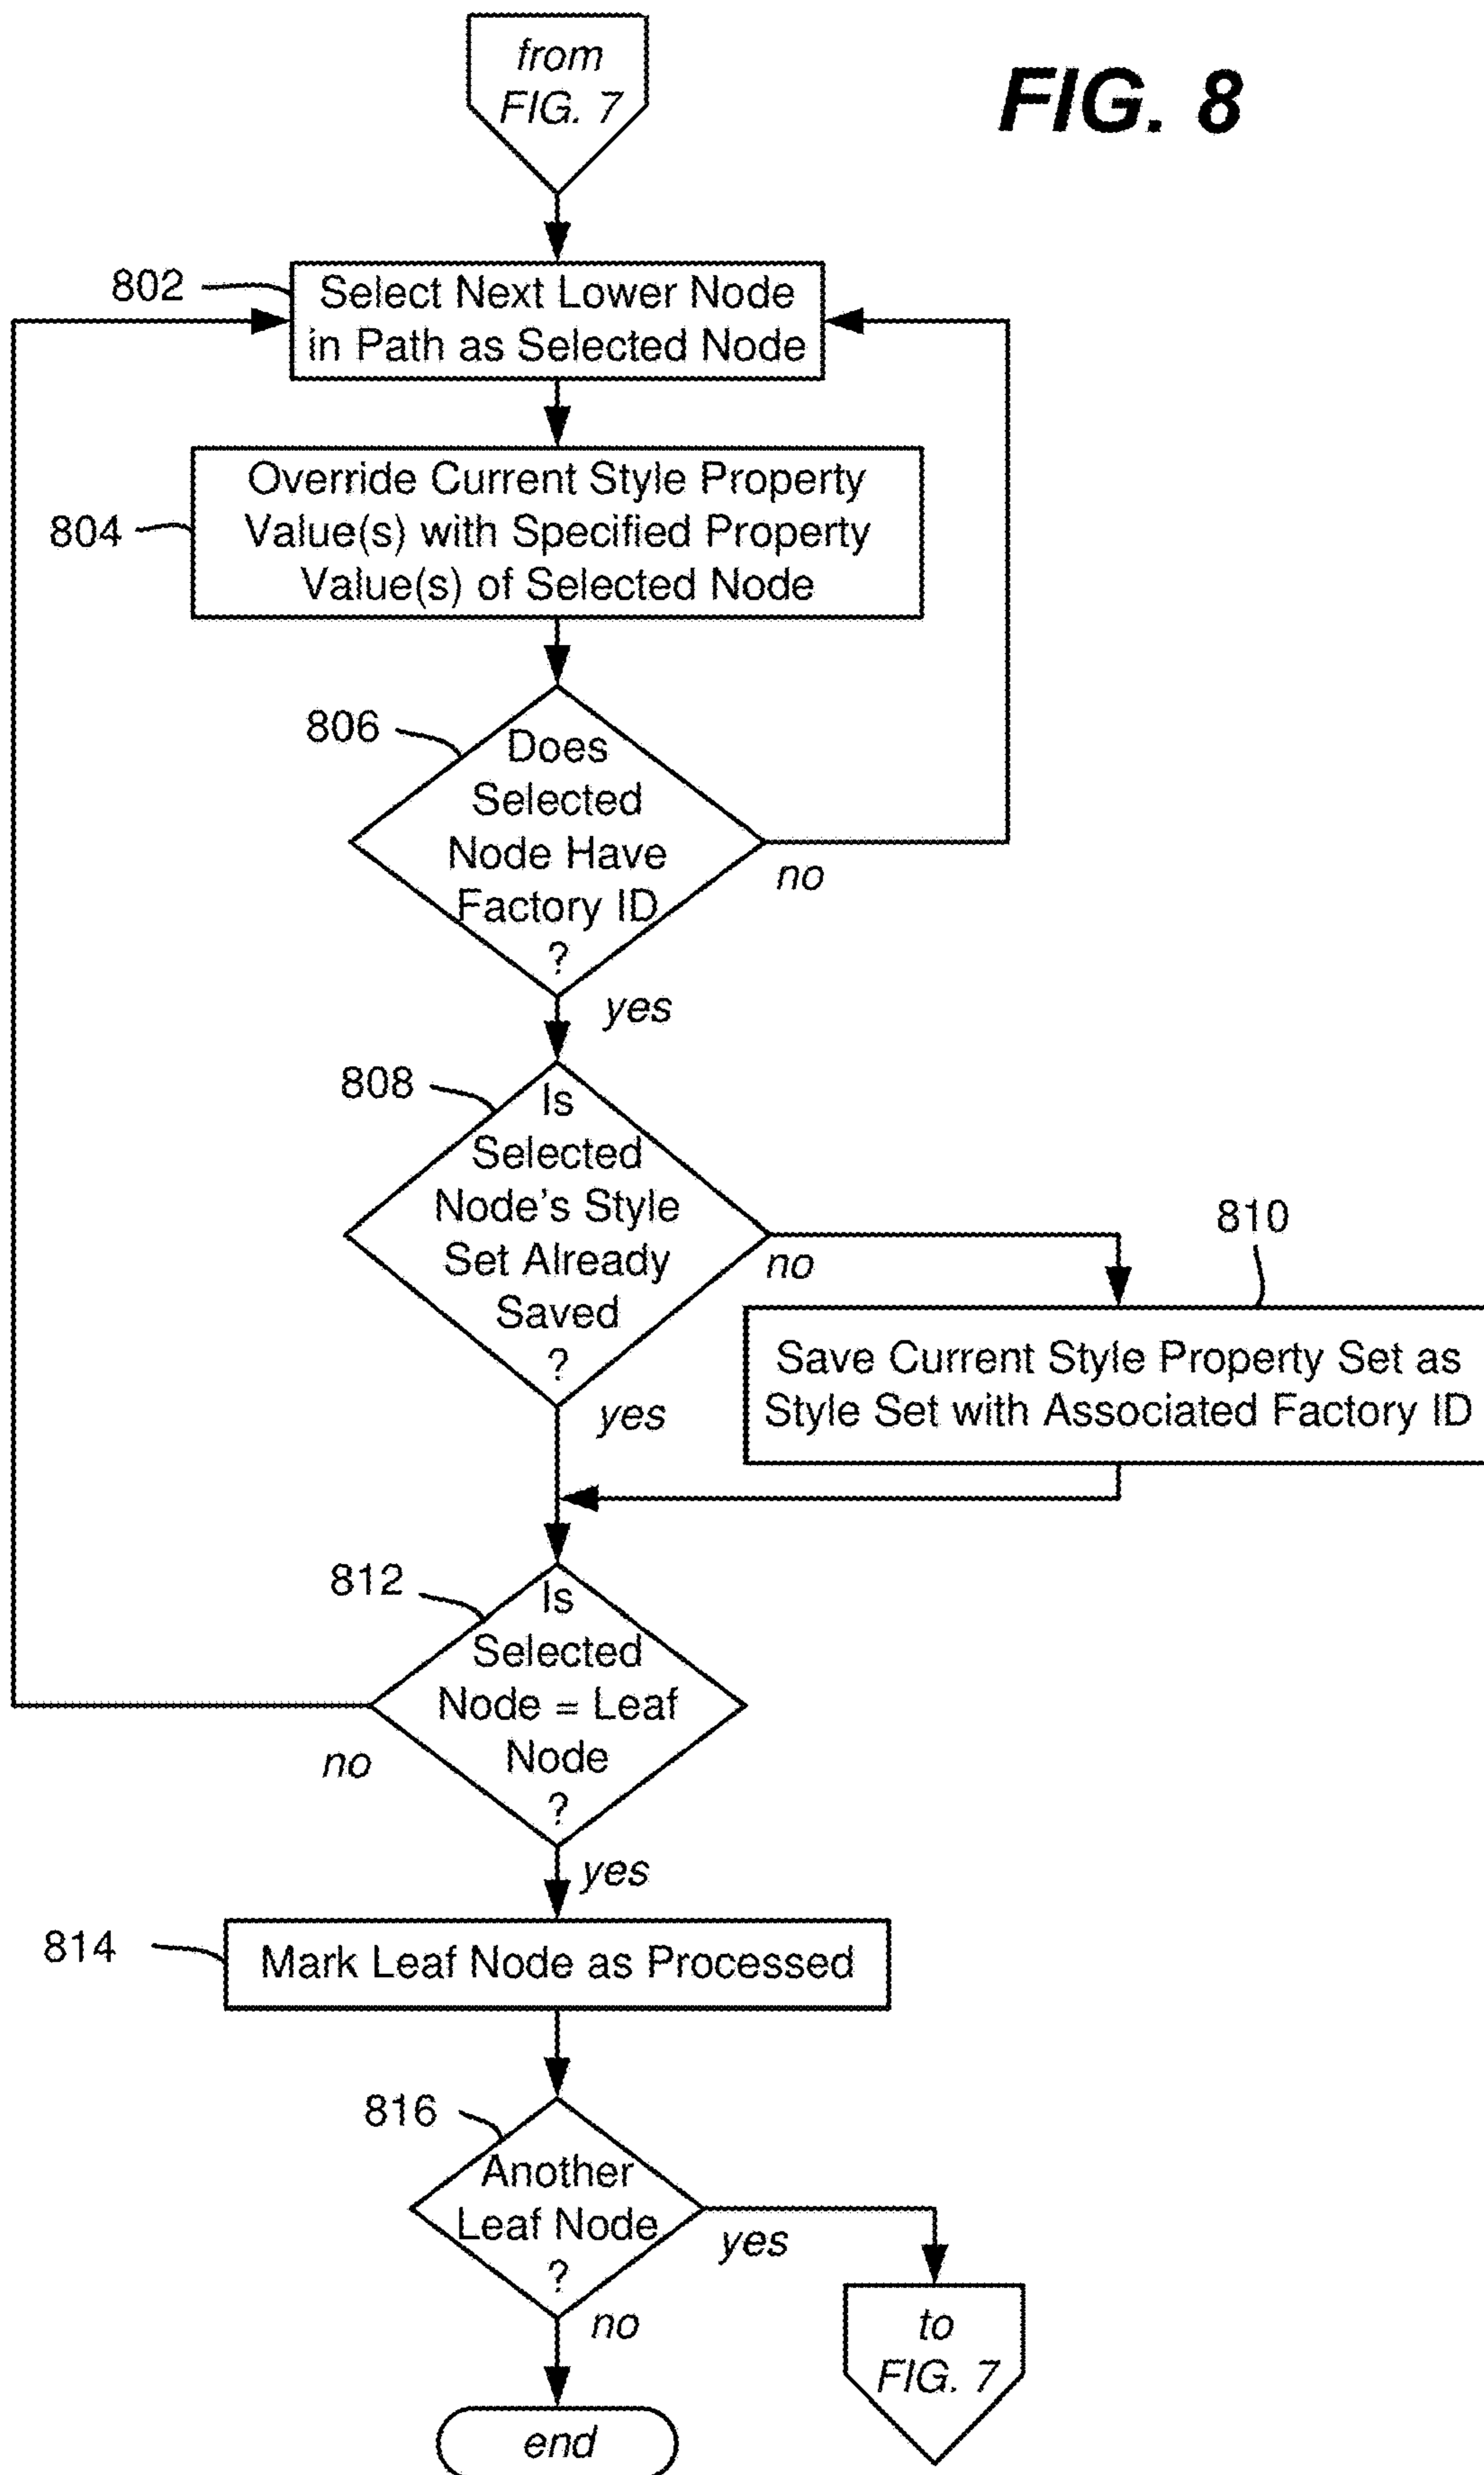 from
FIG. 7
FIG. 8
802
Select Next Lower Node
in Path as Selected Node
804
Override Current Style Property
Value(s) with Specified Property
Value(s) of Selected Node
806
Does
Selected
Node Have
Factory ID
?
no
yes
808
Is
Selected
Node's Style
Set Already
Saved
?
no
yes
810
Save Current Style Property Set as
Style Set with Associated Factory ID
812
Is
Selected
Node = Leaf
Node
?
no
yes
814
Mark Leaf Node as Processed
816
Another
Leaf Node
?
yes
no
to
FIG. 7
end